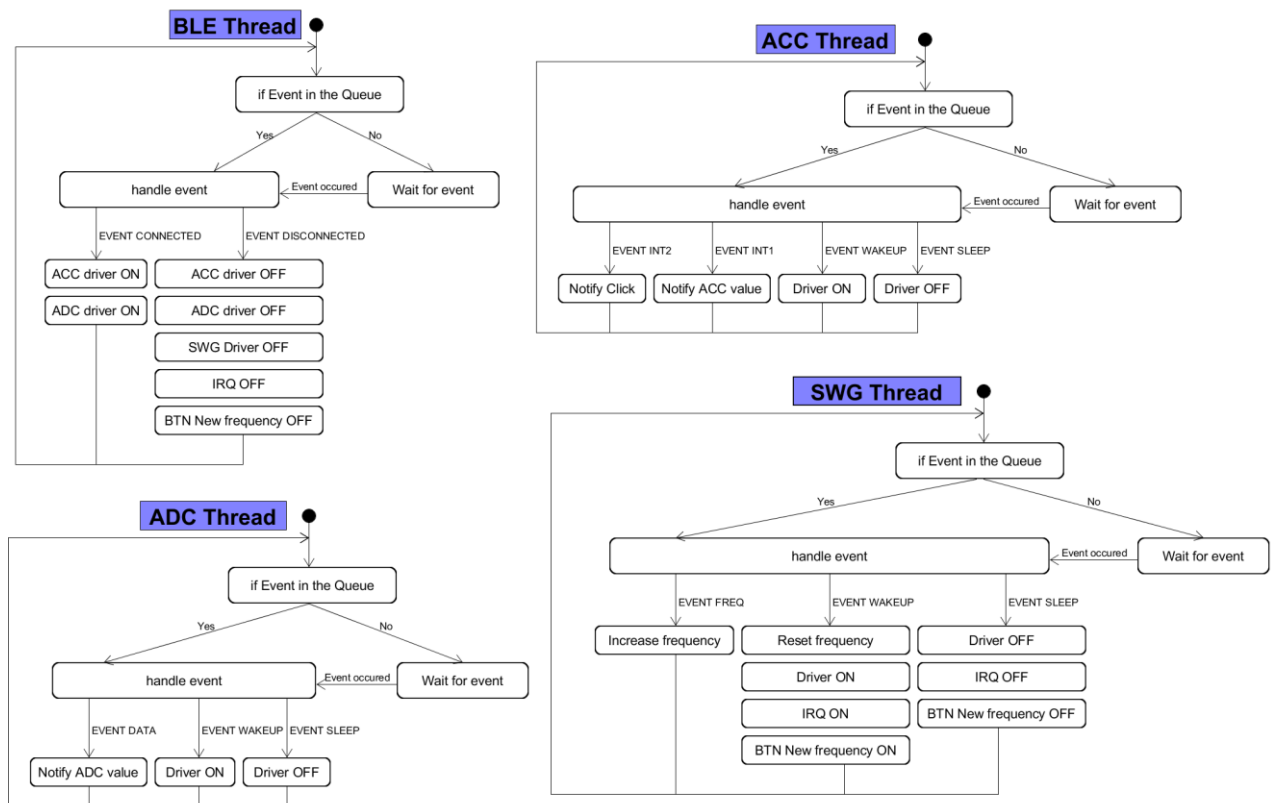 BLE Thread
if Event in the Queue
Yes
No
handle event
Event occured
Wait for event
EVENT CONNECTED
EVENT DISCONNECTED
ACC driver ON
ACC driver OFF
ADC driver ON
ADC driver OFF
SWG Driver OFF
IRQ OFF
BTN New frequency OFF
ACC Thread
if Event in the Queue
Yes
No
handle event
Event occured
Wait for event
EVENT INT2
EVENT INT1
EVENT WAKEUP
EVENT SLEEP
Notify Click
Notify ACC value
Driver ON
Driver OFF
ADC Thread
if Event in the Queue
Yes
No
handle event
Event occured
Wait for event
EVENT DATA
EVENT WAKEUP
EVENT SLEEP
Notify ADC value
Driver ON
Driver OFF
SWG Thread
if Event in the Queue
Yes
No
handle event
Event occured
Wait for event
EVENT FREQ
EVENT WAKEUP
EVENT SLEEP
Increase frequency
Reset frequency
Driver OFF
Driver ON
IRQ OFF
IRQ ON
BTN New frequency OFF
BTN New frequency ON